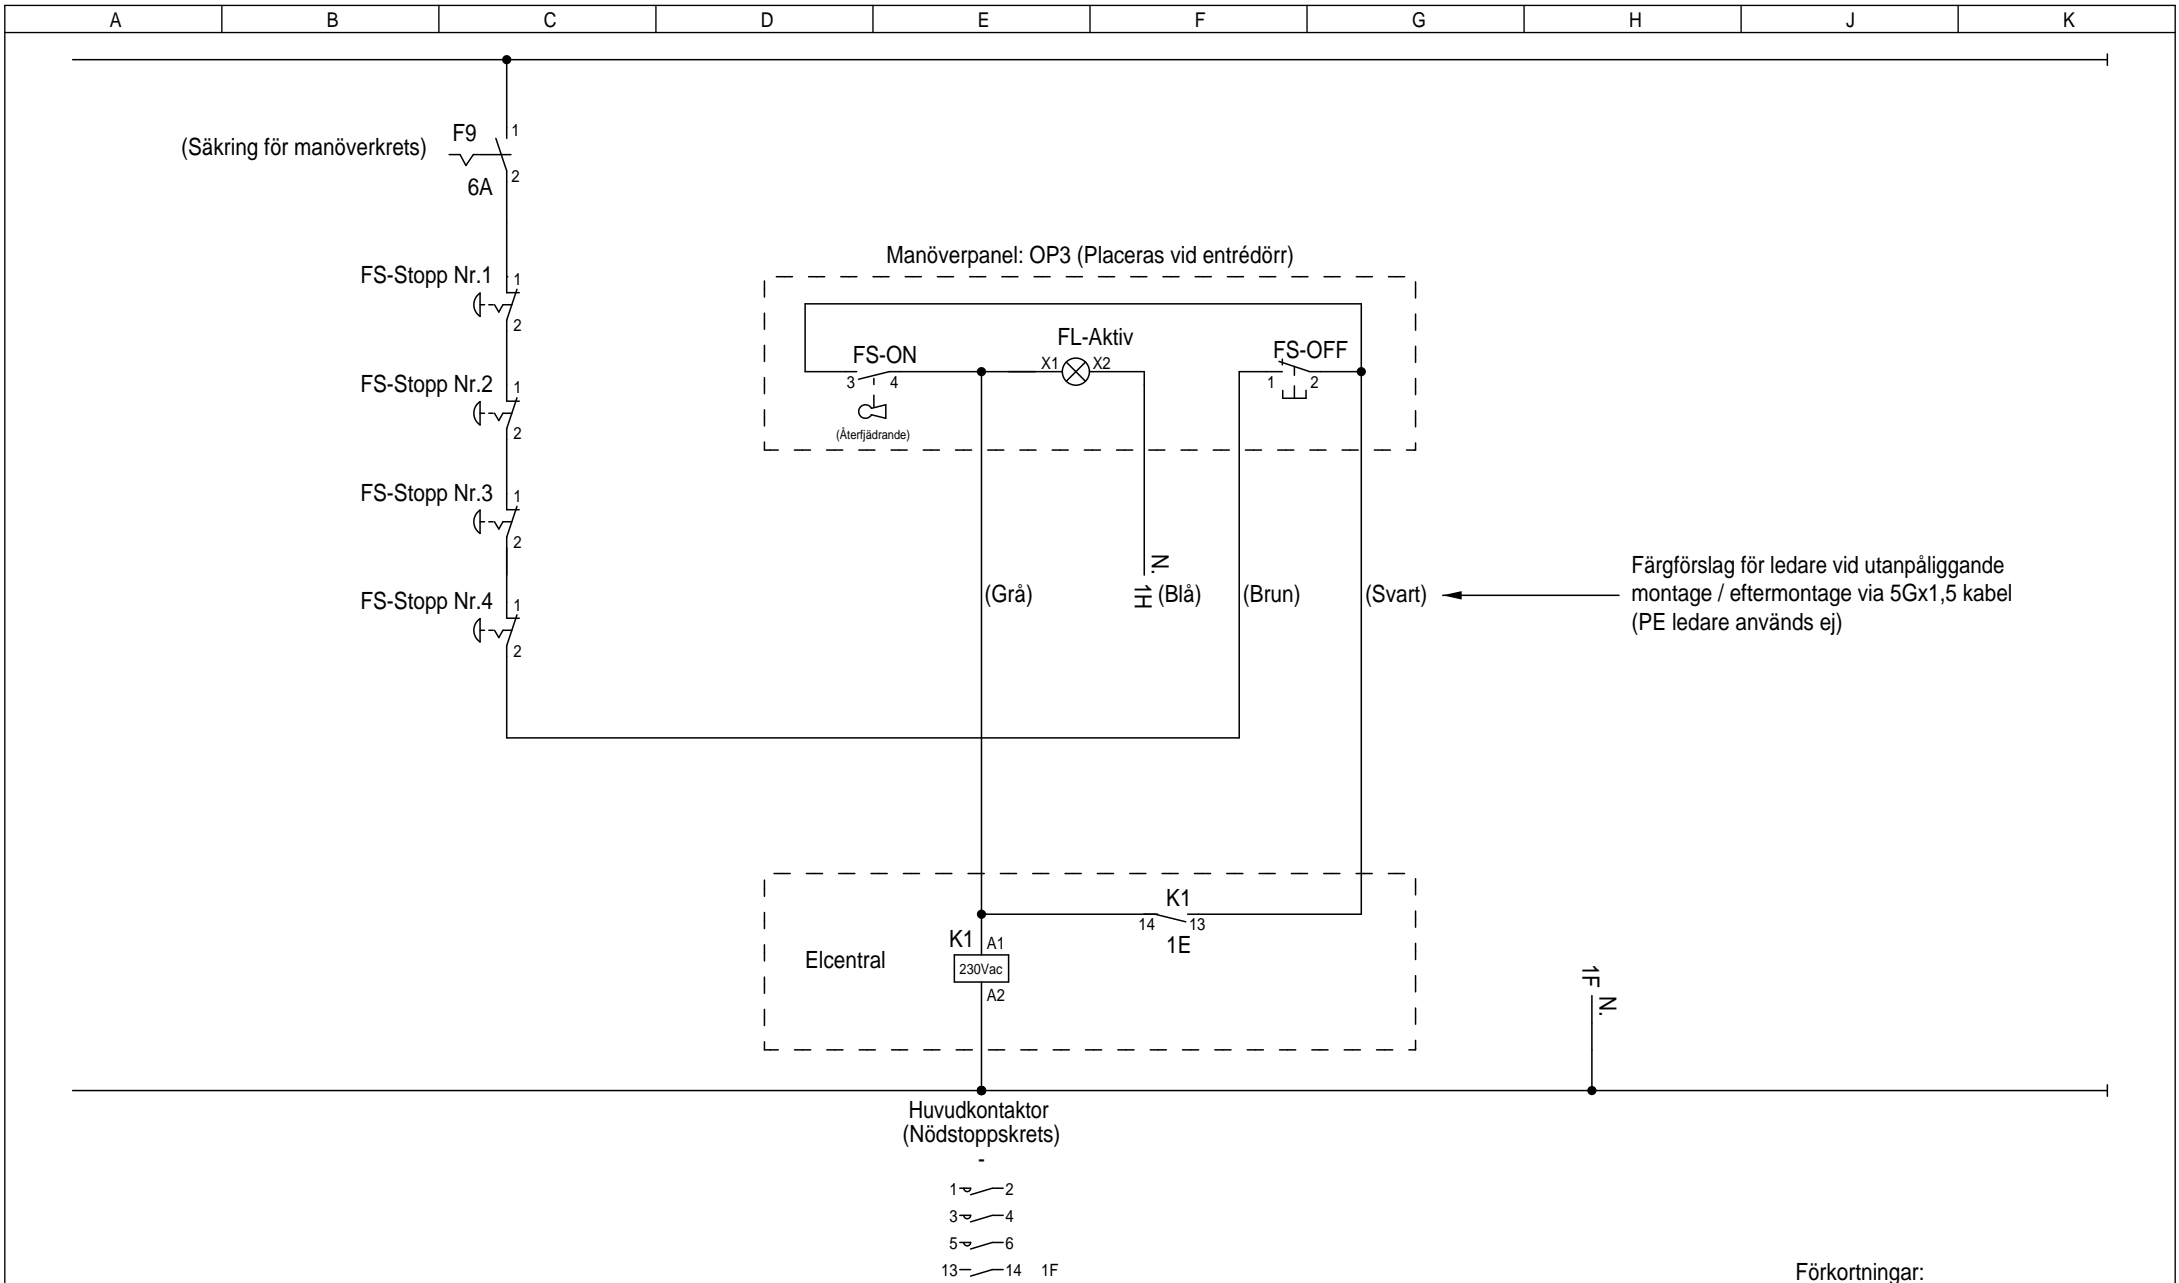 A B C D E F G H J K
F9 1
(Säkring för manöverkrets)
2
6A
Manöverpanel: OP3 (Placeras vid entrédörr)
FS-Stopp Nr.1 1
2
FL-Aktiv
FS-ON X1 X2 FS-OFF
3 4 1 2
FS-Stopp Nr.2 1
2
(Återfjädrande)
FS-Stopp Nr.3 1
2
N.
1H
(Grå) (Blå) (Brun) (Svart)
Färgförslag för ledare vid utanpåliggande
montage / eftermontage via 5Gx1,5 kabel
(PE ledare används ej)
FS-Stopp Nr.4 1
2
K1
14 13
1E
K1 A1
Elcentral
230Vac
A2
1F
N.
Huvudkontaktor
(Nödstoppskrets)
-
1 2
3 4
5 6
13 14 1F
Förkortningar: